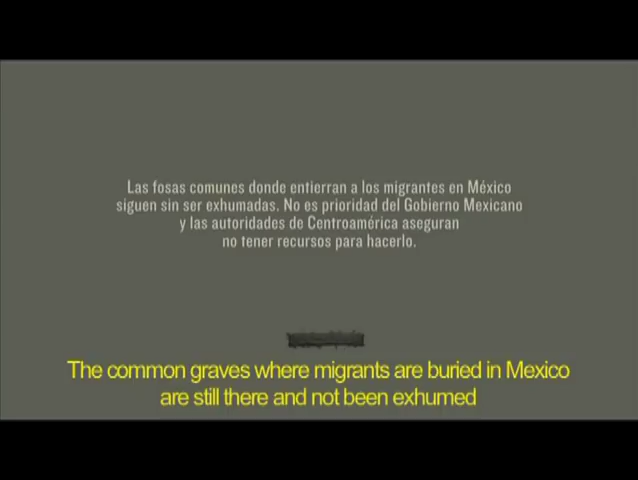 Las fosas comunes donde entierran a los migrantes en México
siguen sin ser exhumadas. No es prioridad del Gobierno Mexicano
y las autoridades de Centroamérica aseguran
no tener recursos para hacerlo.
The common graves where migrants are buried in Mexico
are still there and not been exhumed